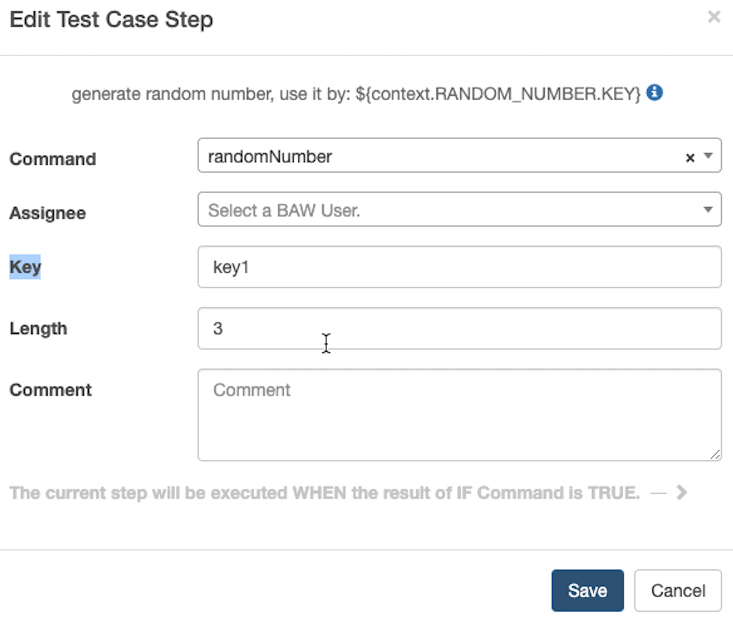 Edit Test Case Step
×
generate random number, use it by: ${context.RANDOM_NUMBER.KEY}
Command
randomNumber
×
Assignee
Select a BAW User.
Key
key1
Length
3
Comment
Comment
The current step will be executed WHEN the result of IF Command is TRUE. —
Save
Cancel